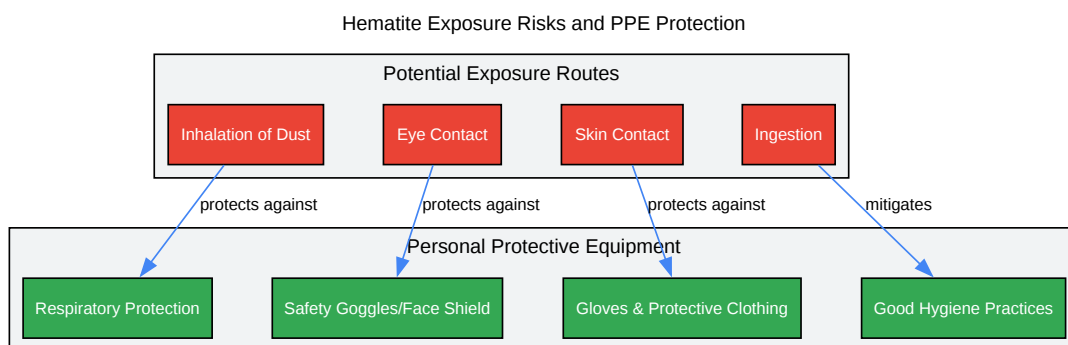 Hematite Exposure Risks and PPE Protection
Potential Exposure Routes
Inhalation of Dust
Eye Contact
Skin Contact
Ingestion
protects against
protects against
protects against
mitigates
Personal Protective Equipment
Respiratory Protection
Safety Goggles/Face Shield
Gloves & Protective Clothing
Good Hygiene Practices